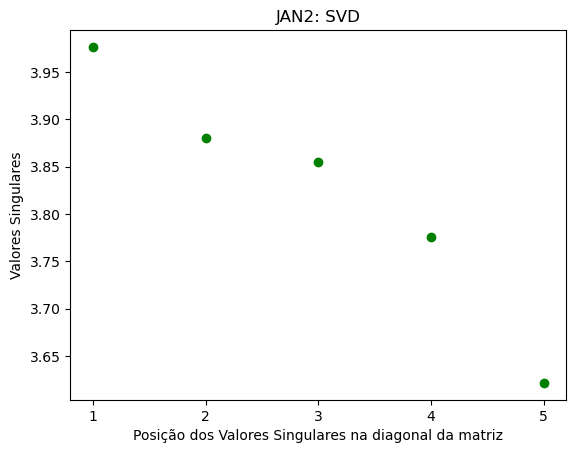 JAN2: SVD
Valores Singulares
3.95
3.90
3.85
3.80
3.75
3.70
3.65
1 2 3 4 5
Posição dos Valores Singulares na diagonal da matriz